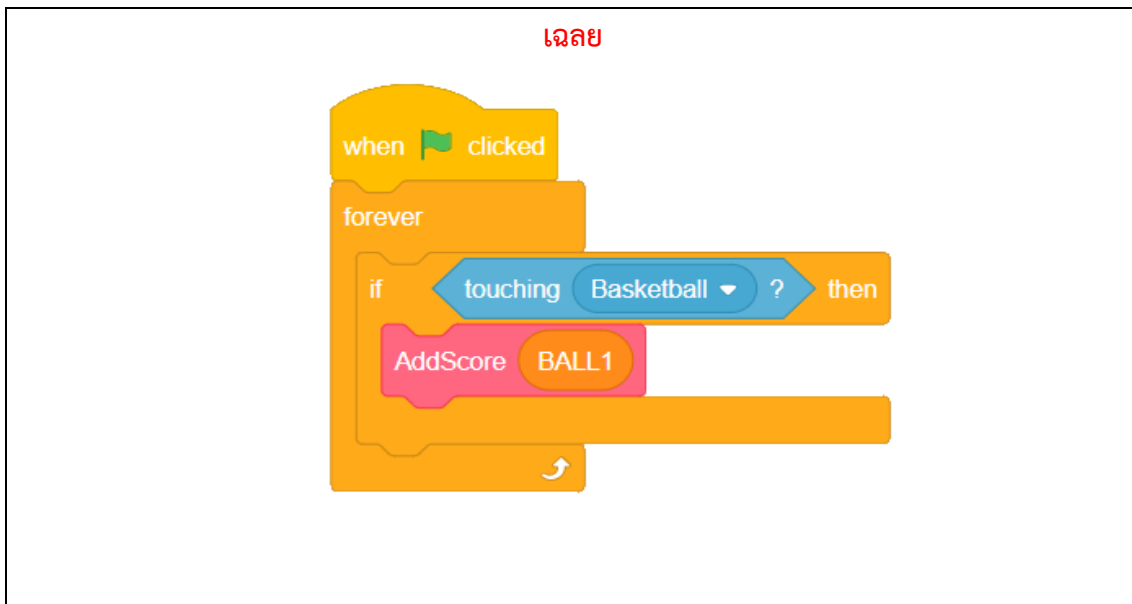 เฉลย
when clicked
forever
if touching Basketball ? then
AddScore BALL1